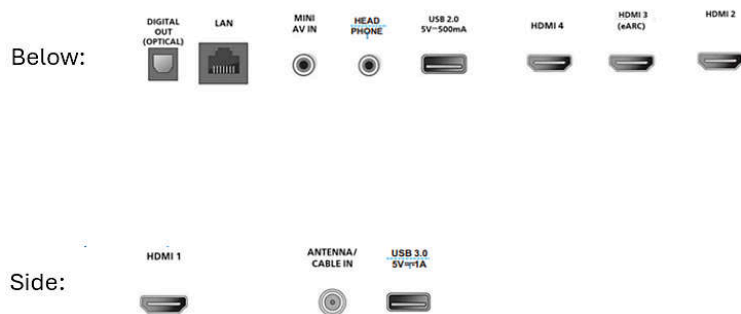 DIGITAL
OUT
(OPTICAL)
LAN
MINI
AV IN
HEAD
PHONE
USB 2.0
5V⎓500mA
HDMI 4
HDMI 3
(eARC)
HDMI 2
Below:
HDMI 1
ANTENNA/
CABLE IN
USB 3.0
5V⎓1A
Side: